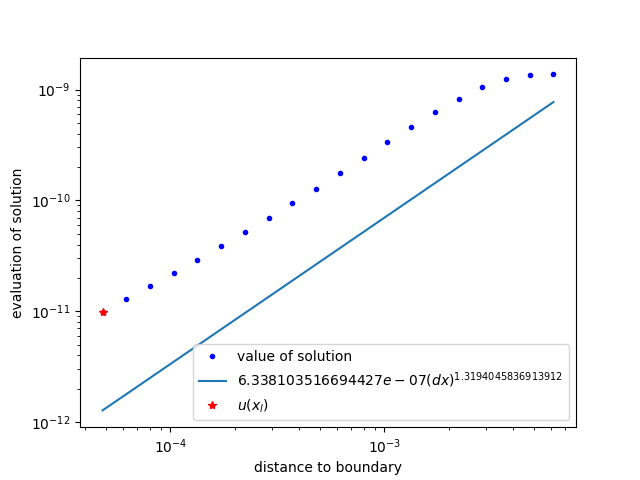 10⁻⁹
10⁻¹⁰
10⁻¹¹
10⁻¹²
evaluation of solution
value of solution
6.338103516694427e − 07(dx)^1.3194045836913912
u(x_l)
10⁻⁴
10⁻³
distance to boundary